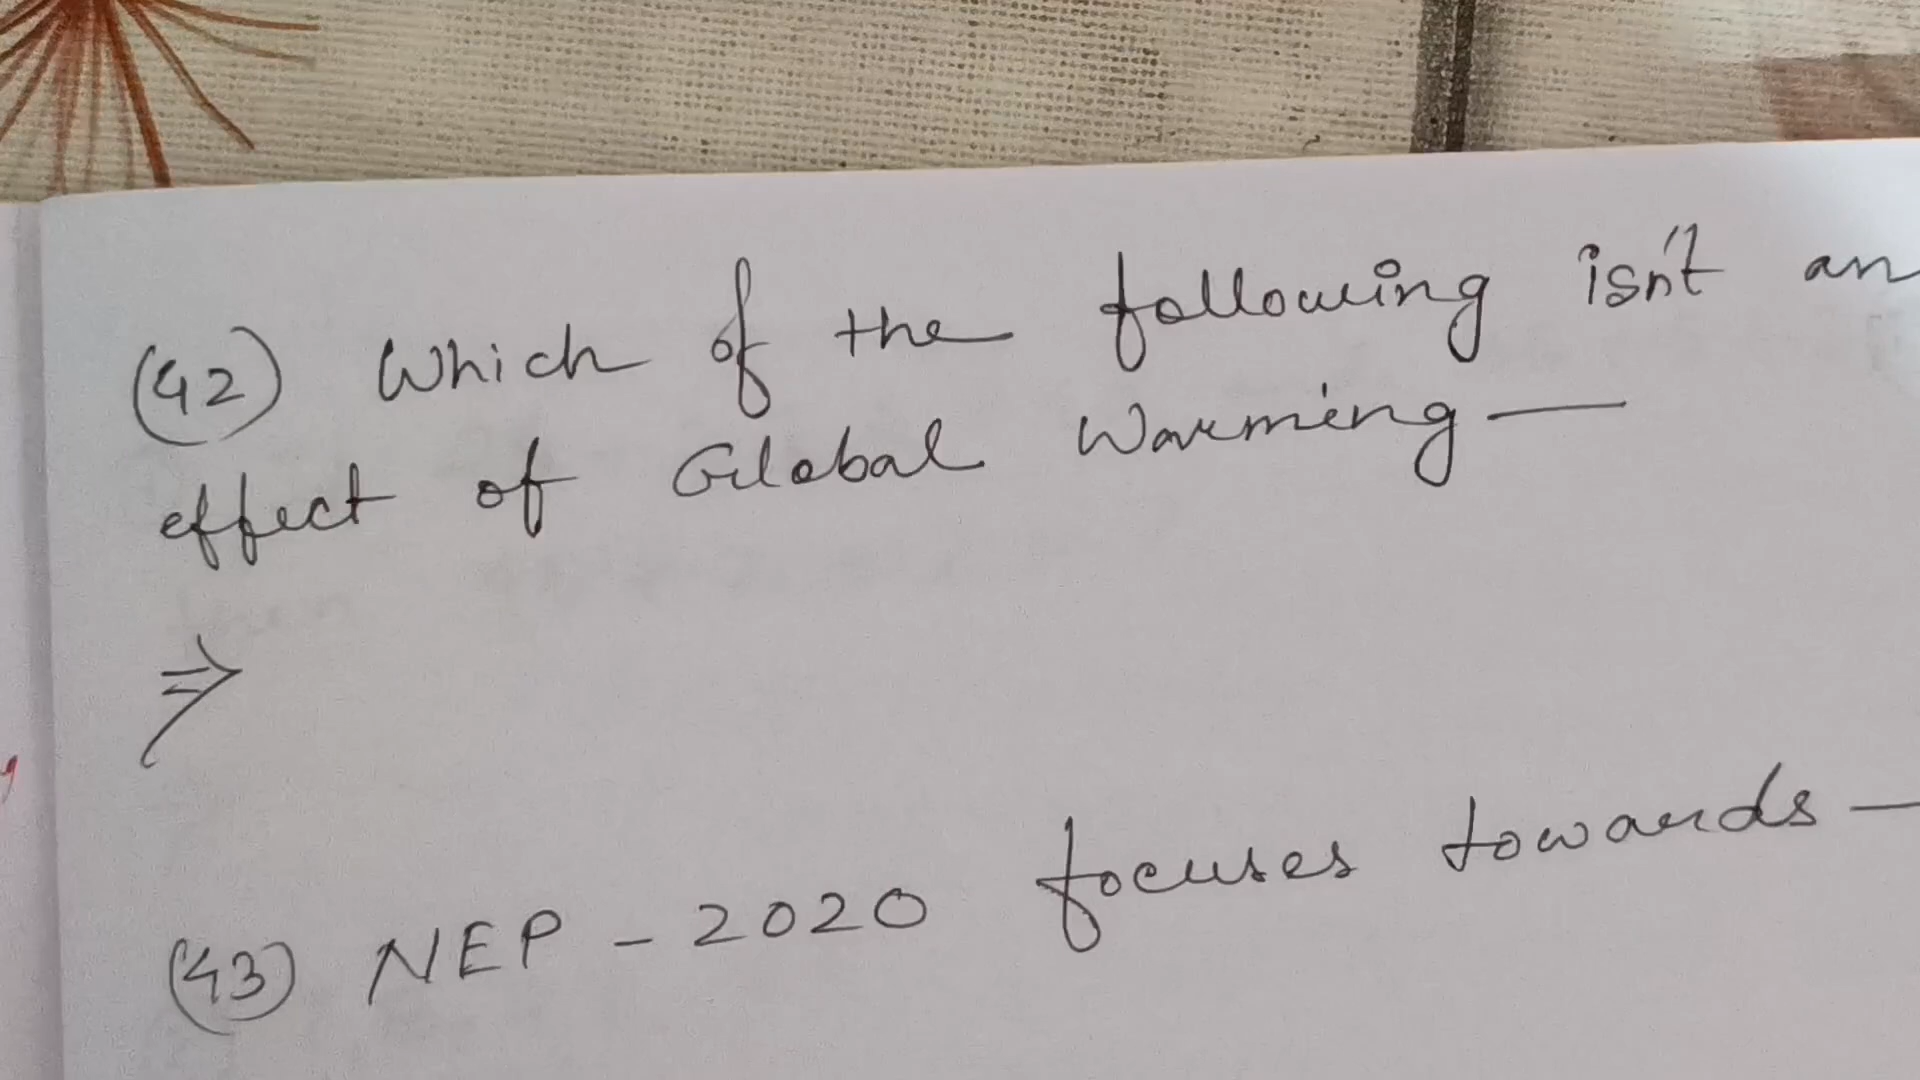 (42) Which of the following isn't an
effect of Global Warming —
⇒
(43) NEP - 2020 focuses towards —